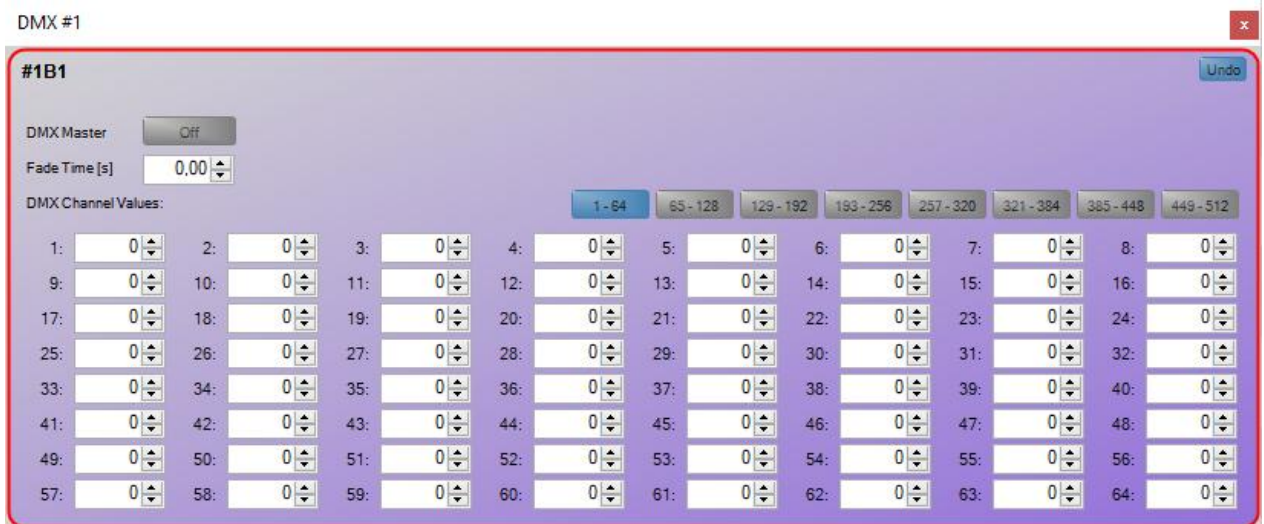 DMX #1 x
#1B1 Undo
DMX Master Off
Fade Time [s] 0,00
DMX Channel Values: 1 - 64 65 - 128 129 - 192 193 - 256 257 - 320 321 - 384 385 - 448 449 - 512
1: 0 2: 0 3: 0 4: 0 5: 0 6: 0 7: 0 8: 0
9: 0 10: 0 11: 0 12: 0 13: 0 14: 0 15: 0 16: 0
17: 0 18: 0 19: 0 20: 0 21: 0 22: 0 23: 0 24: 0
25: 0 26: 0 27: 0 28: 0 29: 0 30: 0 31: 0 32: 0
33: 0 34: 0 35: 0 36: 0 37: 0 38: 0 39: 0 40: 0
41: 0 42: 0 43: 0 44: 0 45: 0 46: 0 47: 0 48: 0
49: 0 50: 0 51: 0 52: 0 53: 0 54: 0 55: 0 56: 0
57: 0 58: 0 59: 0 60: 0 61: 0 62: 0 63: 0 64: 0